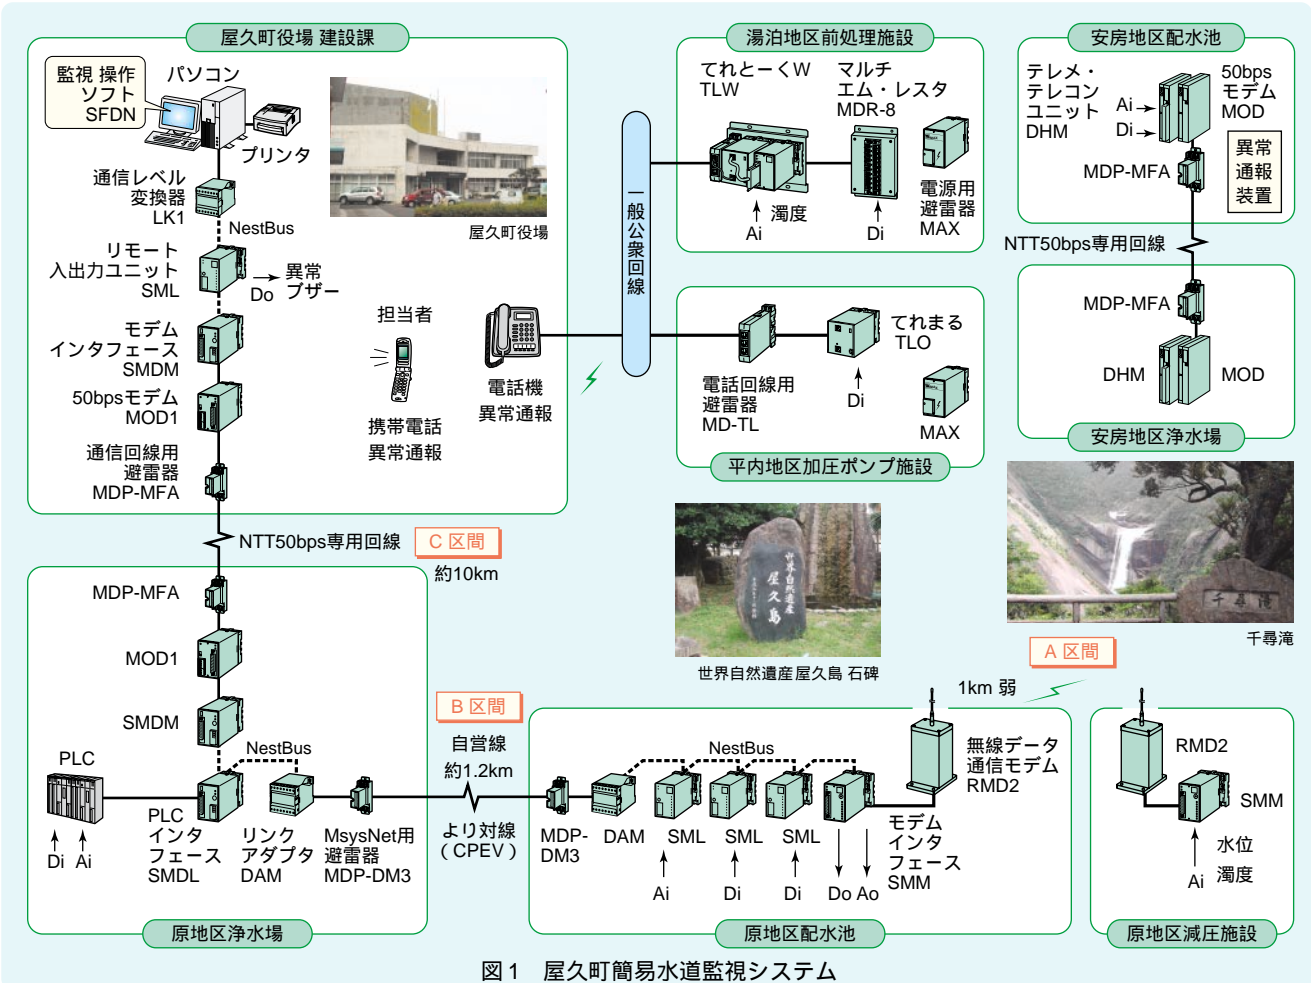 屋久町役場 建設課
監視 操作
ソフト
SFDN
パソコン
プリンタ
通信レベル
変換器
LK1
NestBus
リモート
入出力ユニット
SML
Do
異常
ブザー
モデム
インタフェース
SMDM
50bpsモデム
MOD1
通信回線用
避雷器
MDP-MFA
屋久町役場
担当者
携帯電話
異常通報
電話機
異常通報
一般公衆回線
湯泊地区前処理施設
てれとーくW
TLW
マルチ
エム・レスタ
MDR-8
濁度
Ai
Di
電源用
避雷器
MAX
てれまる
TLO
電話回線用
避雷器
MD-TL
Di
MAX
平内地区加圧ポンプ施設
安房地区配水池
テレメ・
テレコン
ユニット
DHM
Ai
Di
50bps
モデム
MOD
異常
通報
装置
MDP-MFA
NTT50bps専用回線
MDP-MFA
DHM
MOD
安房地区浄水場
世界自然遺産
屋久島
世界自然遺産屋久島 石碑
千尋滝
千尋滝
NTT50bps専用回線
C 区間
約10km
MDP-MFA
MOD1
SMDM
PLC
NestBus
Di Ai
PLC
インタ
フェース
SMDL
リンク
アダプタ
DAM
MsysNet用
避雷器
MDP-DM3
原地区浄水場
B 区間
自営線
約1.2km
より対線
（CPEV）
MDP-
DM3
DAM
NestBus
SML
SML
SML
Ai
Di
Di
Do Ao
モデム
インタ
フェース
SMM
無線データ
通信モデム
RMD2
原地区配水池
A 区間
1km 弱
RMD2
SMM
水位
濁度
Ai
原地区減圧施設
図1 屋久町簡易水道監視システム